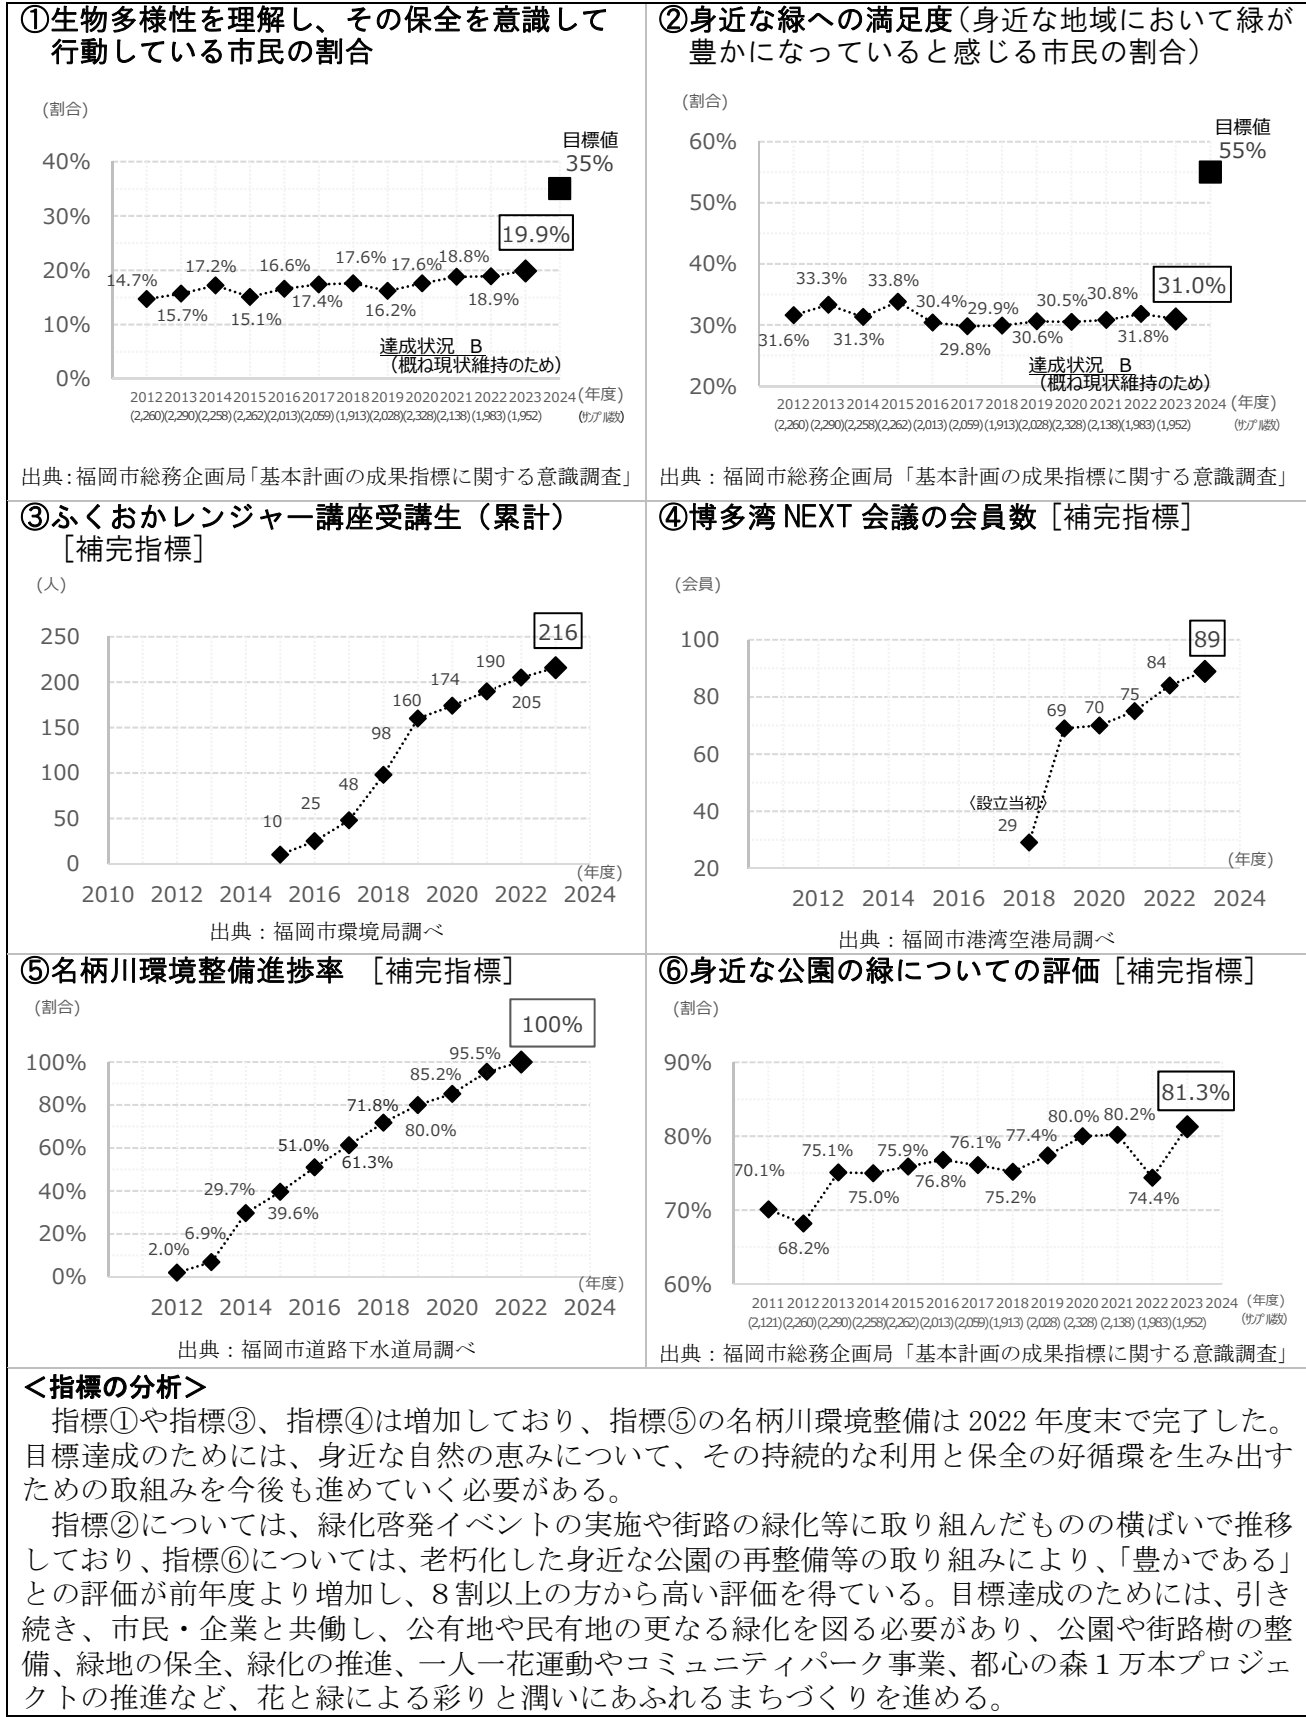 ①生物多様性を理解し、その保全を意識して
行動している市民の割合
(割合)
目標値
35%
40%
30%
20%
10%
0%
19.9%
14.7%
15.7%
17.2%
15.1%
16.6%
17.4%
17.6%
16.2%
17.6%
18.8%
18.9%
達成状況 B
(概ね現状維持のため)
2012 2013 2014 2015 2016 2017 2018 2019 2020 2021 2022 2023 2024 (年度)
(2,260)(2,290)(2,258)(2,262)(2,013)(2,059)(1,913)(2,028)(2,328)(2,138)(1,983)(1,952) (サンプル数)
出典：福岡市総務企画局「基本計画の成果指標に関する意識調査」
②身近な緑への満足度（身近な地域において緑が
豊かになっていると感じる市民の割合）
(割合)
目標値
55%
60%
50%
40%
30%
20%
31.0%
31.6%
33.3%
31.3%
33.8%
30.4%
29.8%
29.9%
30.6%
30.5%
30.8%
31.8%
達成状況 B
(概ね現状維持のため)
2012 2013 2014 2015 2016 2017 2018 2019 2020 2021 2022 2023 2024 (年度)
(2,260)(2,290)(2,258)(2,262)(2,013)(2,059)(1,913)(2,028)(2,328)(2,138)(1,983)(1,952) (サンプル数)
出典：福岡市総務企画局「基本計画の成果指標に関する意識調査」
③ふくおかレンジャー講座受講生（累計）
［補完指標］
(人)
250
200
150
100
50
0
10
25
48
98
160
174
190
205
216
(年度)
2010 2012 2014 2016 2018 2020 2022 2024
出典：福岡市環境局調べ
④博多湾 NEXT 会議の会員数［補完指標］
(会員)
100
80
60
40
20
〈設立当初〉
29
69
70
75
84
89
(年度)
2012 2014 2016 2018 2020 2022 2024
出典：福岡市港湾空港局調べ
⑤名柄川環境整備進捗率 ［補完指標］
(割合)
100%
80%
60%
40%
20%
0%
2.0%
6.9%
29.7%
39.6%
51.0%
61.3%
71.8%
80.0%
85.2%
95.5%
100%
(年度)
2012 2014 2016 2018 2020 2022 2024
出典：福岡市道路下水道局調べ
⑥身近な公園の緑についての評価［補完指標］
(割合)
90%
80%
70%
60%
70.1%
68.2%
75.1%
75.0%
75.9%
76.8%
76.1%
75.2%
77.4%
80.0%
80.2%
74.4%
81.3%
2011 2012 2013 2014 2015 2016 2017 2018 2019 2020 2021 2022 2023 2024 (年度)
(2,121)(2,260)(2,290)(2,258)(2,262)(2,013)(2,059)(1,913)(2,028)(2,328)(2,138)(1,983)(1,952) (サンプル数)
出典：福岡市総務企画局「基本計画の成果指標に関する意識調査」
＜指標の分析＞
指標①や指標③、指標④は増加しており、指標⑤の名柄川環境整備は 2022 年度末で完了した。
目標達成のためには、身近な自然の恵みについて、その持続的な利用と保全の好循環を生み出す
ための取組みを今後も進めていく必要がある。
指標②については、緑化啓発イベントの実施や街路の緑化等に取り組んだものの横ばいで推移
しており、指標⑥については、老朽化した身近な公園の再整備等の取り組みにより、「豊かである」
との評価が前年度より増加し、８割以上の方から高い評価を得ている。目標達成のためには、引き
続き、市民・企業と共働し、公有地や民有地の更なる緑化を図る必要があり、公園や街路樹の整
備、緑地の保全、緑化の推進、一人一花運動やコミュニティパーク事業、都心の森１万本プロジェ
クトの推進など、花と緑による彩りと潤いにあふれるまちづくりを進める。